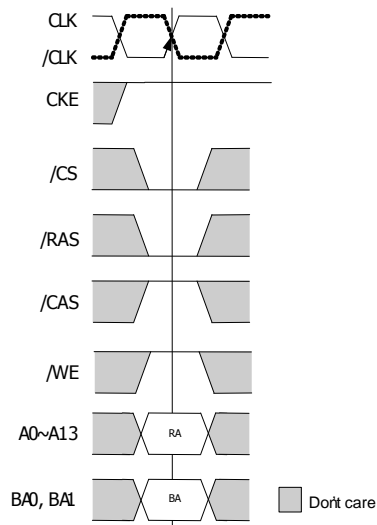 CLK
/CLK
CKE
/CS
/RAS
/CAS
/WE
A0~A13
RA
BA0, BA1
BA
Don't care